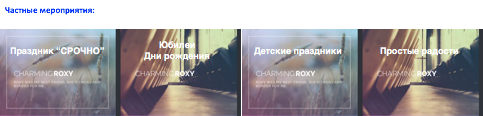 Частные мероприятия:
Праздник "СРОЧНО"
Юбилеи
Дни рождения
Детские праздники
Простые радости
CHARMING ROXY
CHARMING ROXY
CHARMING ROXY
CHARMING ROXY